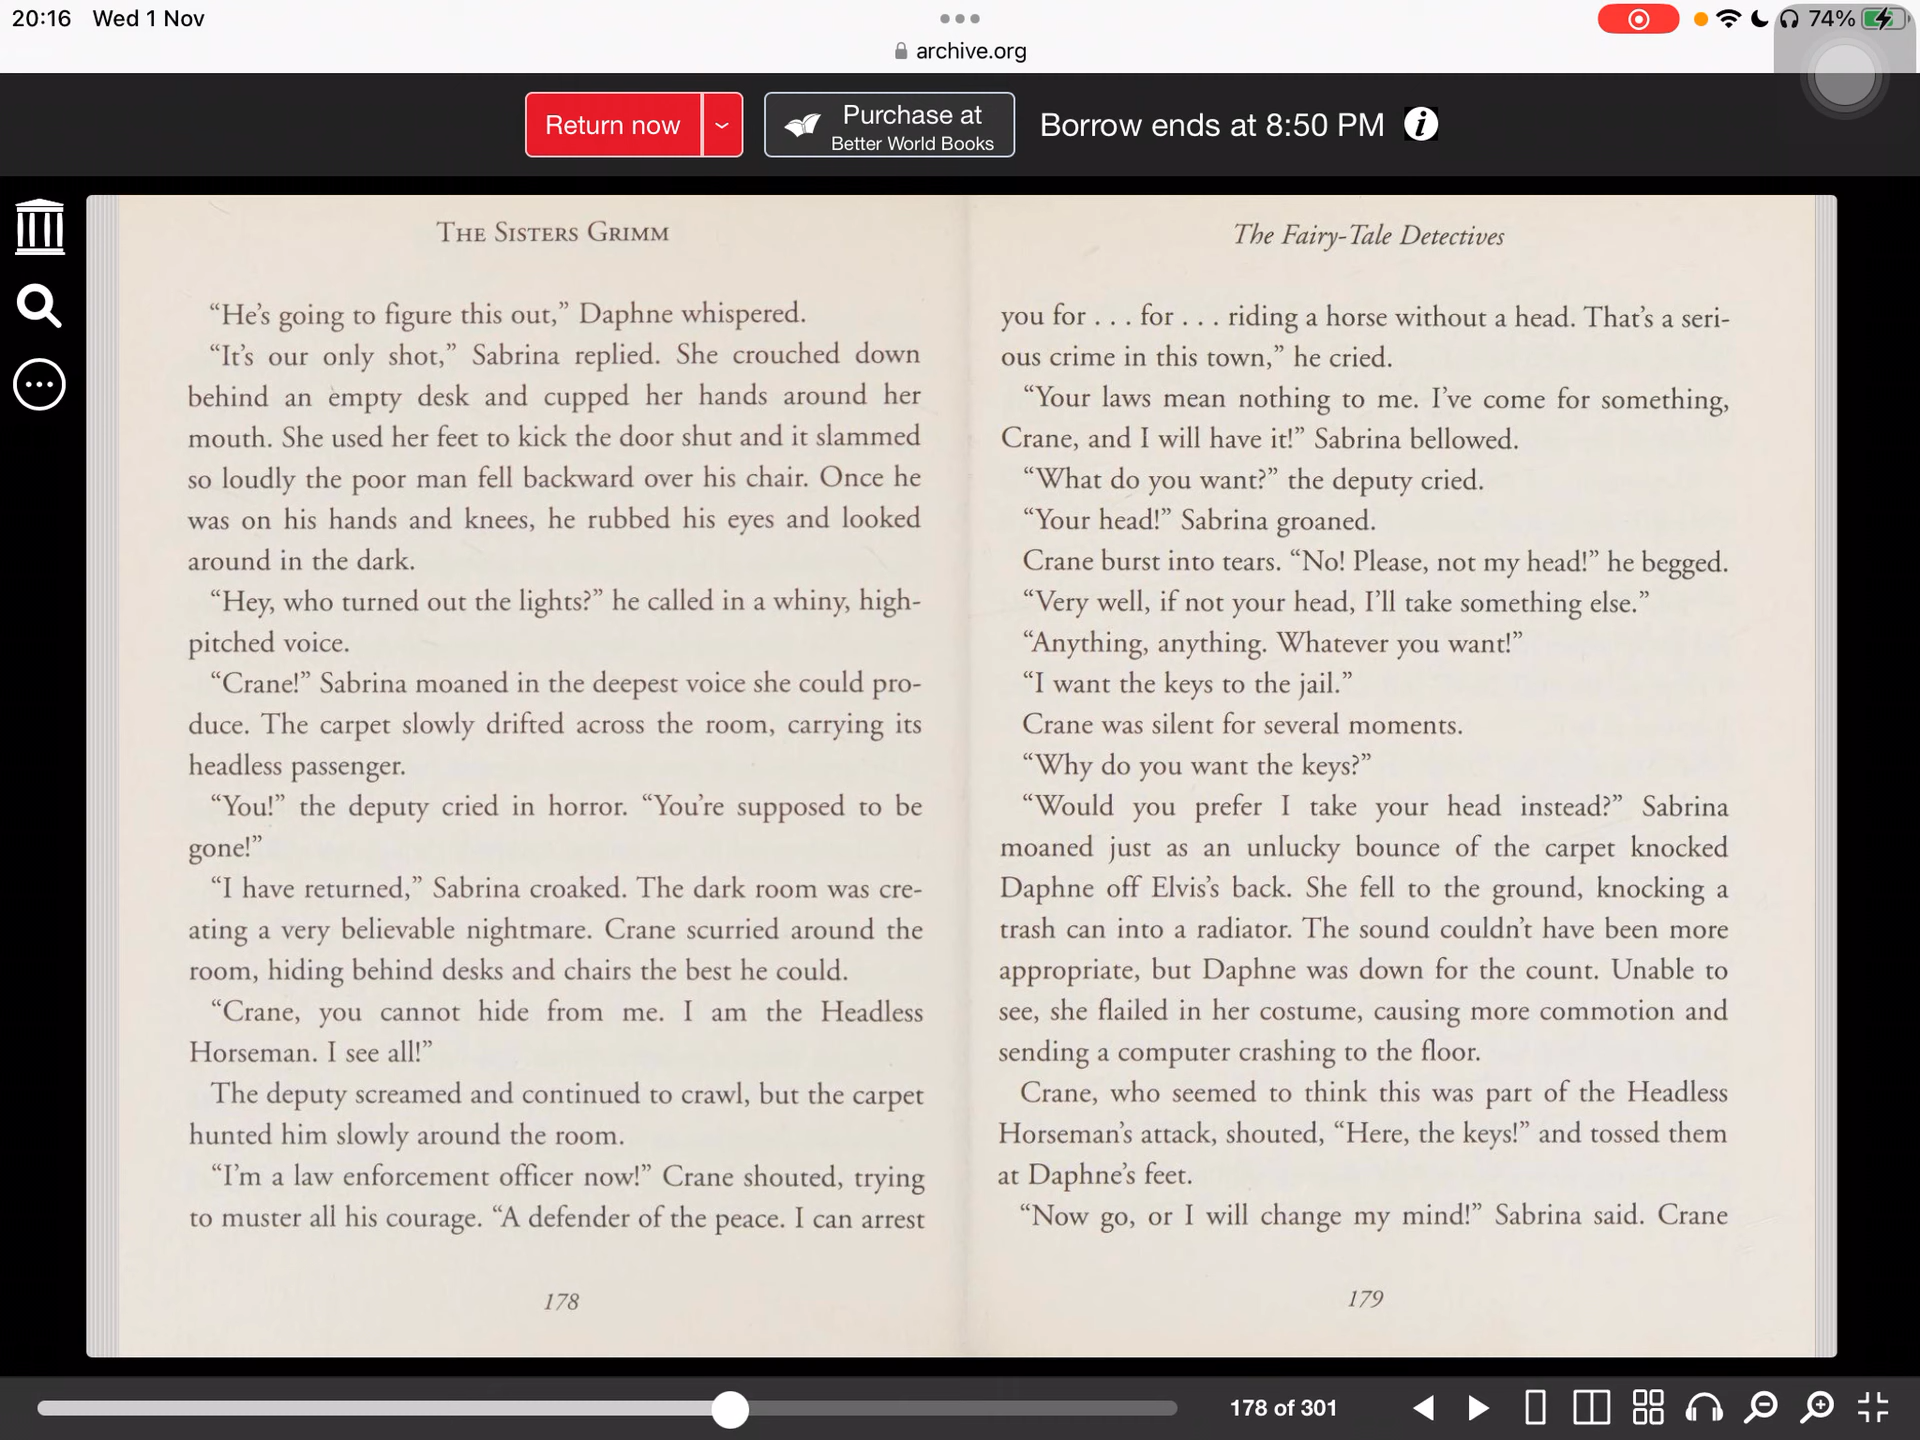 20:16 Wed 1 Nov
74%
archive.org
Return now
Purchase at
Better World Books
Borrow ends at 8:50 PM
THE SISTERS GRIMM
“He’s going to figure this out,” Daphne whispered.
“It’s our only shot,” Sabrina replied. She crouched down
behind an empty desk and cupped her hands around her
mouth. She used her feet to kick the door shut and it slammed
so loudly the poor man fell backward over his chair. Once he
was on his hands and knees, he rubbed his eyes and looked
around in the dark.
“Hey, who turned out the lights?” he called in a whiny, high-
pitched voice.
“Crane!” Sabrina moaned in the deepest voice she could pro-
duce. The carpet slowly drifted across the room, carrying its
headless passenger.
“You!” the deputy cried in horror. “You’re supposed to be
gone!”
“I have returned,” Sabrina croaked. The dark room was cre-
ating a very believable nightmare. Crane scurried around the
room, hiding behind desks and chairs the best he could.
“Crane, you cannot hide from me. I am the Headless
Horseman. I see all!”
The deputy screamed and continued to crawl, but the carpet
hunted him slowly around the room.
“I’m a law enforcement officer now!” Crane shouted, trying
to muster all his courage. “A defender of the peace. I can arrest
178
The Fairy-Tale Detectives
you for . . . for . . . riding a horse without a head. That’s a seri-
ous crime in this town,” he cried.
“Your laws mean nothing to me. I’ve come for something,
Crane, and I will have it!” Sabrina bellowed.
“What do you want?” the deputy cried.
“Your head!” Sabrina groaned.
Crane burst into tears. “No! Please, not my head!” he begged.
“Very well, if not your head, I’ll take something else.”
“Anything, anything. Whatever you want!”
“I want the keys to the jail.”
Crane was silent for several moments.
“Why do you want the keys?”
“Would you prefer I take your head instead?” Sabrina
moaned just as an unlucky bounce of the carpet knocked
Daphne off Elvis’s back. She fell to the ground, knocking a
trash can into a radiator. The sound couldn’t have been more
appropriate, but Daphne was down for the count. Unable to
see, she flailed in her costume, causing more commotion and
sending a computer crashing to the floor.
Crane, who seemed to think this was part of the Headless
Horseman’s attack, shouted, “Here, the keys!” and tossed them
at Daphne’s feet.
“Now go, or I will change my mind!” Sabrina said. Crane
179
178 of 301